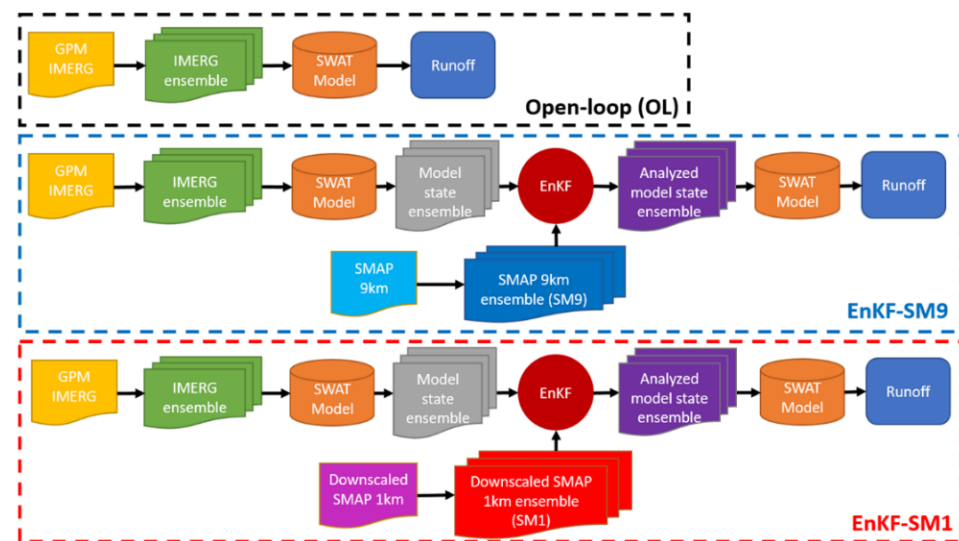 GPM
IMERG
IMERG
ensemble
SWAT
Model
Runoff
Open-loop (OL)
GPM
IMERG
IMERG
ensemble
SWAT
Model
Model
state
ensemble
EnKF
Analyzed
model state
ensemble
SWAT
Model
Runoff
SMAP
9km
SMAP 9km
ensemble (SM9)
EnKF-SM9
GPM
IMERG
IMERG
ensemble
SWAT
Model
Model
state
ensemble
EnKF
Analyzed
model state
ensemble
SWAT
Model
Runoff
Downscaled
SMAP 1km
Downscaled SMAP
1km ensemble
(SM1)
EnKF-SM1